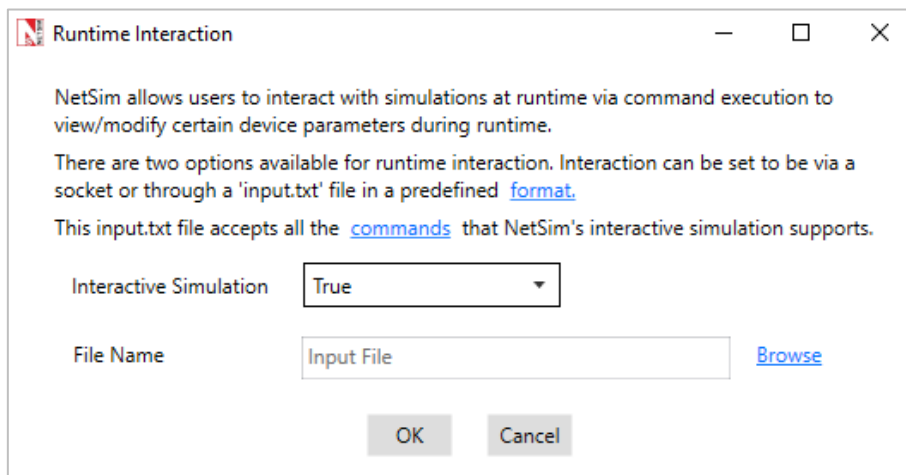 Runtime Interaction
NetSim allows users to interact with simulations at runtime via command execution to
view/modify certain device parameters during runtime.
There are two options available for runtime interaction. Interaction can be set to be via a
socket or through a 'input.txt' file in a predefined format.
This input.txt file accepts all the commands that NetSim's interactive simulation supports.
Interactive Simulation True
File Name Input File Browse
OK Cancel